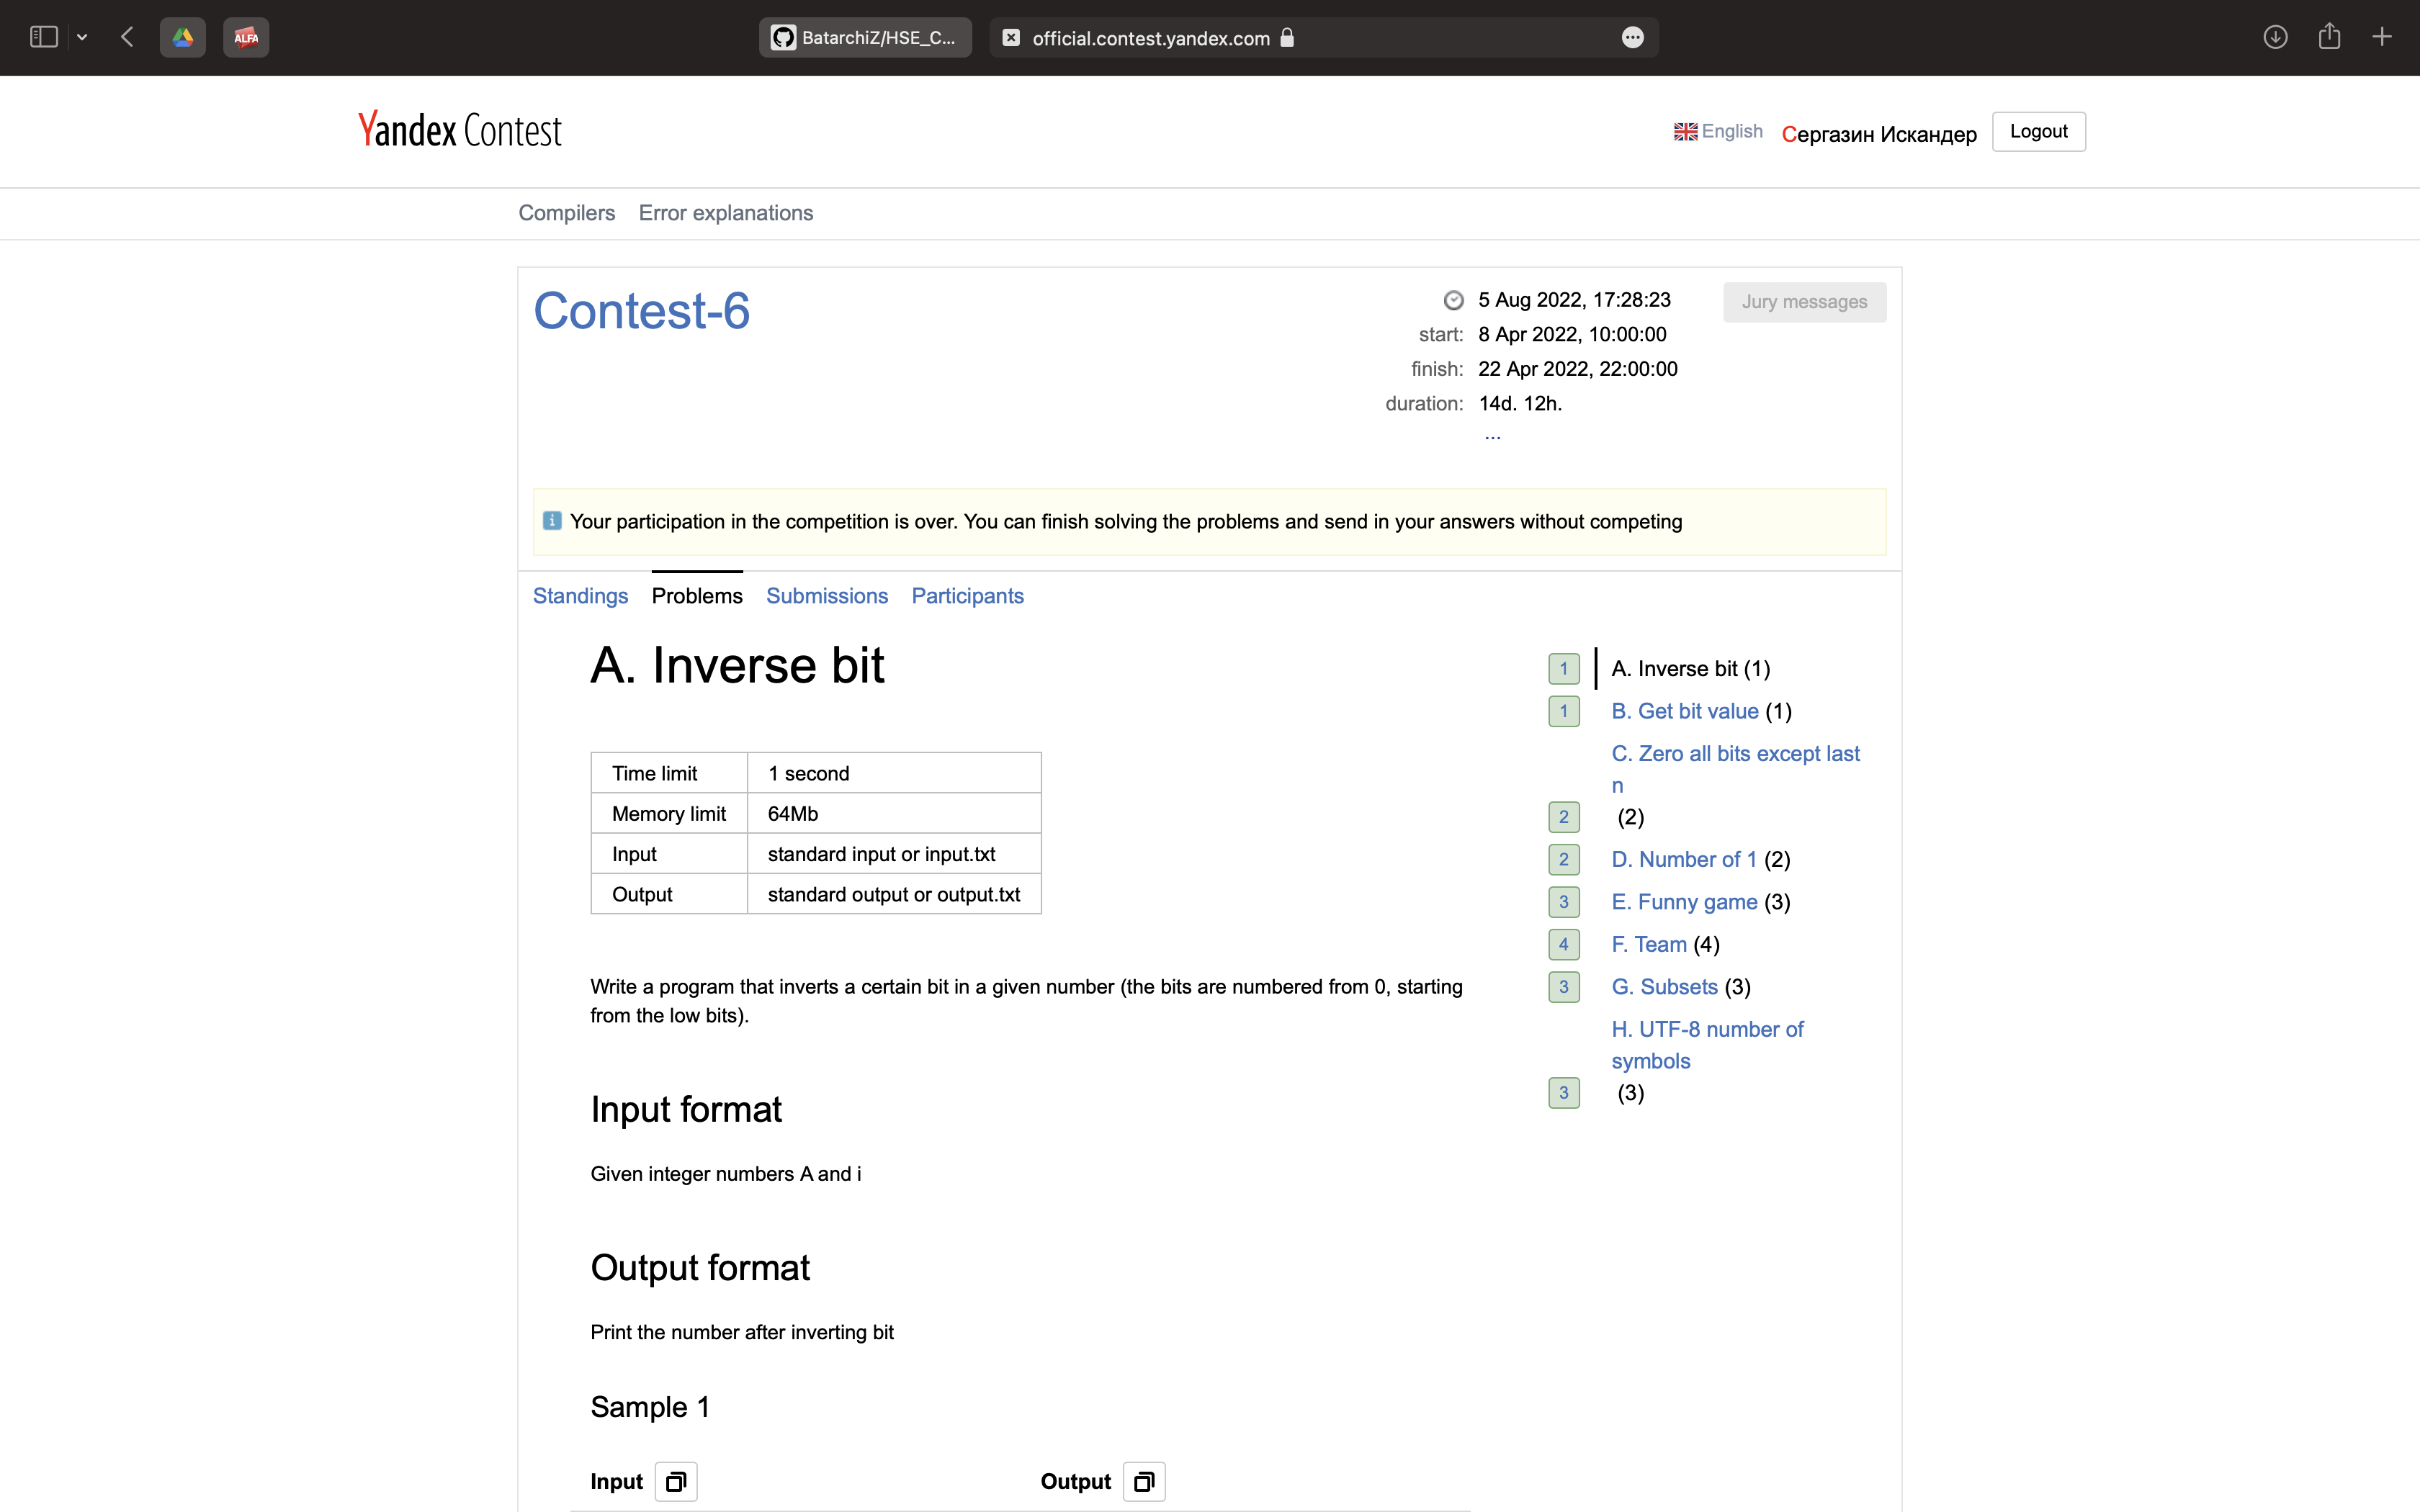 ALFA
BatarchiZ/HSE_C...
official.contest.yandex.com
Yandex Contest
English
Сергазин Искандер
Logout
Compilers
Error explanations
Contest-6
5 Aug 2022, 17:28:23
Jury messages
start: 8 Apr 2022, 10:00:00
finish: 22 Apr 2022, 22:00:00
duration: 14d. 12h.
...
Your participation in the competition is over. You can finish solving the problems and send in your answers without competing
Standings
Problems
Submissions
Participants
A. Inverse bit
Time limit 1 second
Memory limit 64Mb
Input standard input or input.txt
Output standard output or output.txt
Write a program that inverts a certain bit in a given number (the bits are numbered from 0, starting
from the low bits).
Input format
Given integer numbers A and i
Output format
Print the number after inverting bit
Sample 1
Input
Output
1 A. Inverse bit (1)
1 B. Get bit value (1)
C. Zero all bits except last
n
2 (2)
2 D. Number of 1 (2)
3 E. Funny game (3)
4 F. Team (4)
3 G. Subsets (3)
H. UTF-8 number of
symbols
3 (3)